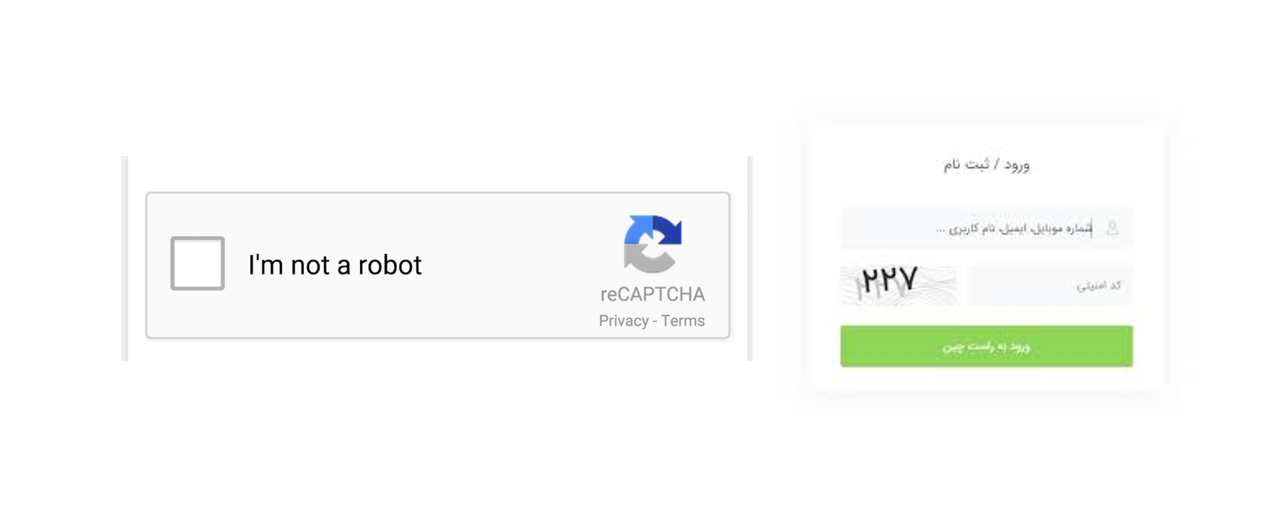 I'm not a robot
reCAPTCHA
Privacy - Terms
ورود / ثبت نام
شماره موبایل، ایمیل، نام کاربری ...
کد امنیتی
۲۲۷
ورود به راست چین